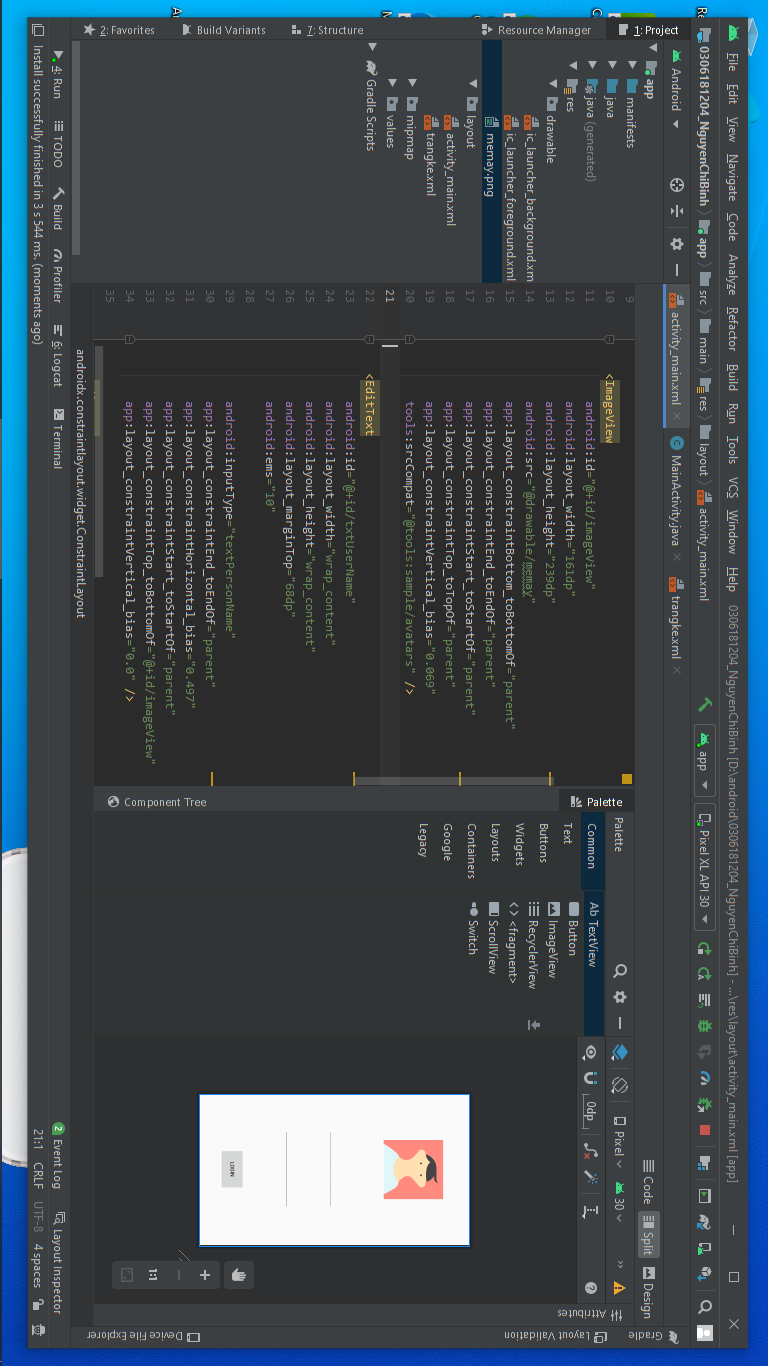 File Edit View Navigate Code Analyze Refactor Build Run Tools VCS Window Help 0306181204_NguyenChiBinh [D:\android\0306181204_NguyenChiBinh] - ...\res\layout\activity_main.xml [app]
0306181204_NguyenChiBinh app src main res layout activity_main.xml app Pixel XL API 30
1: Project
Resource Manager
7: Structure
Build Variants
2: Favorites
Android
app
manifests
java
java (generated)
res
drawable
ic_launcher_background.xml
ic_launcher_foreground.xml
memay.png
layout
activity_main.xml
trangke.xml
mipmap
values
Gradle Scripts
activity_main.xml MainActivity.java trangke.xml
9
10 <ImageView
11 android:id="@+id/imageView"
12 android:layout_width="161dp"
13 android:layout_height="239dp"
14 android:src="@drawable/memay"
15 app:layout_constraintBottom_toBottomOf="parent"
16 app:layout_constraintEnd_toEndOf="parent"
17 app:layout_constraintStart_toStartOf="parent"
18 app:layout_constraintTop_toTopOf="parent"
19 app:layout_constraintVertical_bias="0.069"
20 tools:srcCompat="@tools:sample/avatars" />
21
22 <EditText
23 android:id="@+id/txtUserName"
24 android:layout_width="wrap_content"
25 android:layout_height="wrap_content"
26 android:layout_marginTop="68dp"
27 android:ems="10"
28
29 android:inputType="textPersonName"
30 app:layout_constraintEnd_toEndOf="parent"
31 app:layout_constraintHorizontal_bias="0.497"
32 app:layout_constraintStart_toStartOf="parent"
33 app:layout_constraintTop_toBottomOf="@+id/imageView"
34 app:layout_constraintVertical_bias="0.0" />
35
androidx.constraintlayout.widget.ConstraintLayout
Code Split Design
Palette
Palette
Common
Text
Buttons
Widgets
Layouts
Containers
Google
Legacy
Ab TextView
Button
ImageView
RecyclerView
<fragment>
ScrollView
Switch
Component Tree
Pixel 30
0dp
LOGIN
1:1
Attributes
Gradle
Layout Validation
Device File Explorer
4: Run TODO Build Profiler 6: Logcat Terminal 2 Event Log Layout Inspector
Install successfully finished in 3 s 544 ms. (moments ago) 21:1 CRLF UTF-8 4 spaces